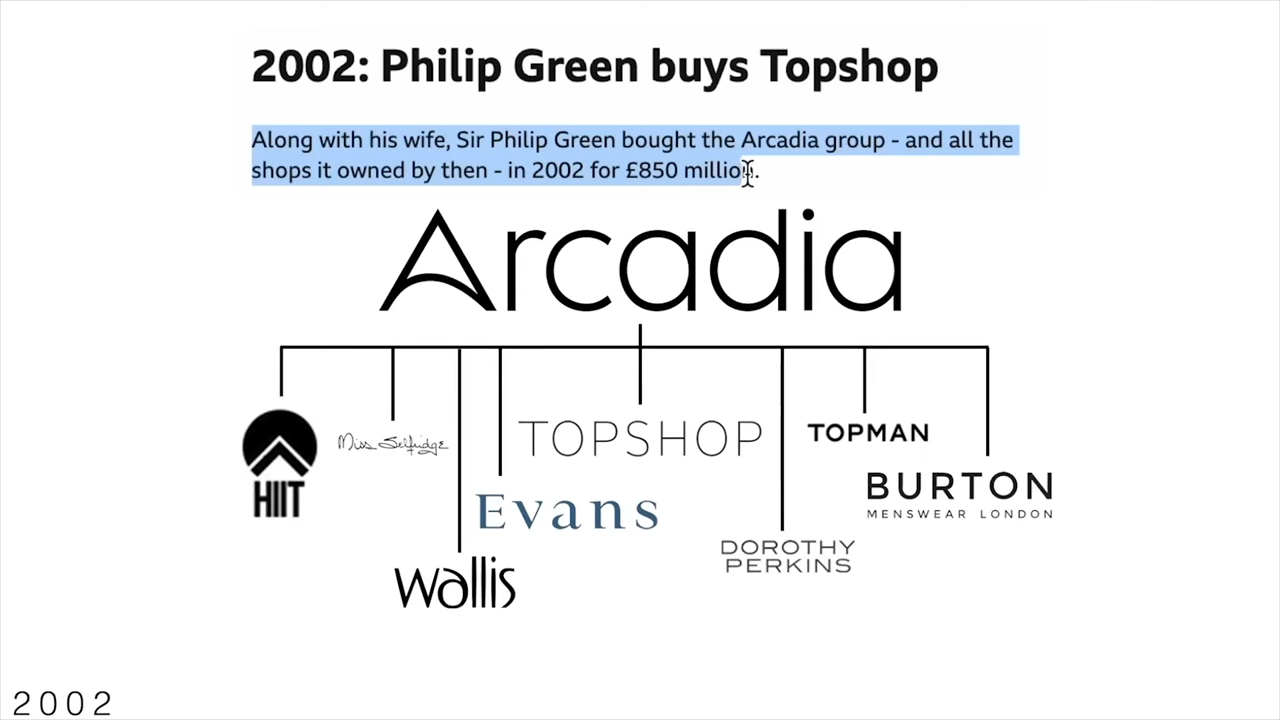 2002: Philip Green buys Topshop
Along with his wife, Sir Philip Green bought the Arcadia group - and all the
shops it owned by then - in 2002 for £850 million.
Arcadia
HIIT
Miss Selfridge
TOPSHOP
TOPMAN
Evans
BURTON
MENSWEAR LONDON
DOROTHY
PERKINS
wallis
2002